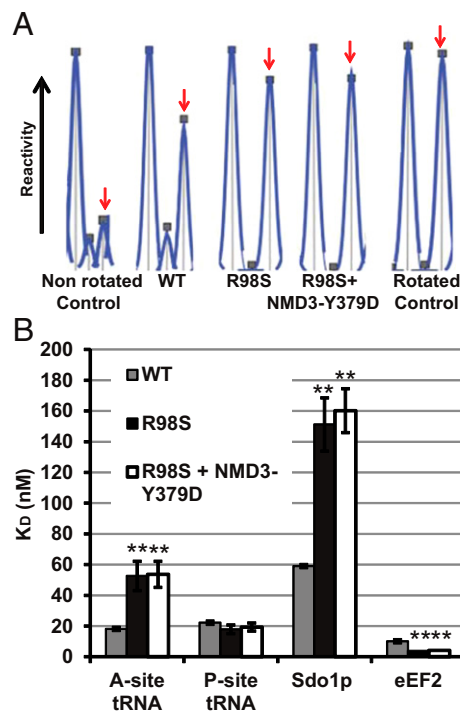 A
Reactivity
Non rotated Control
WT
R98S
R98S+ NMD3-Y379D
Rotated Control
B
KD (nM)
200
180
160
140
120
100
80
60
40
20
0
WT
R98S
R98S + NMD3-Y379D
****
**
**
****
A-site tRNA
P-site tRNA
Sdo1p
eEF2